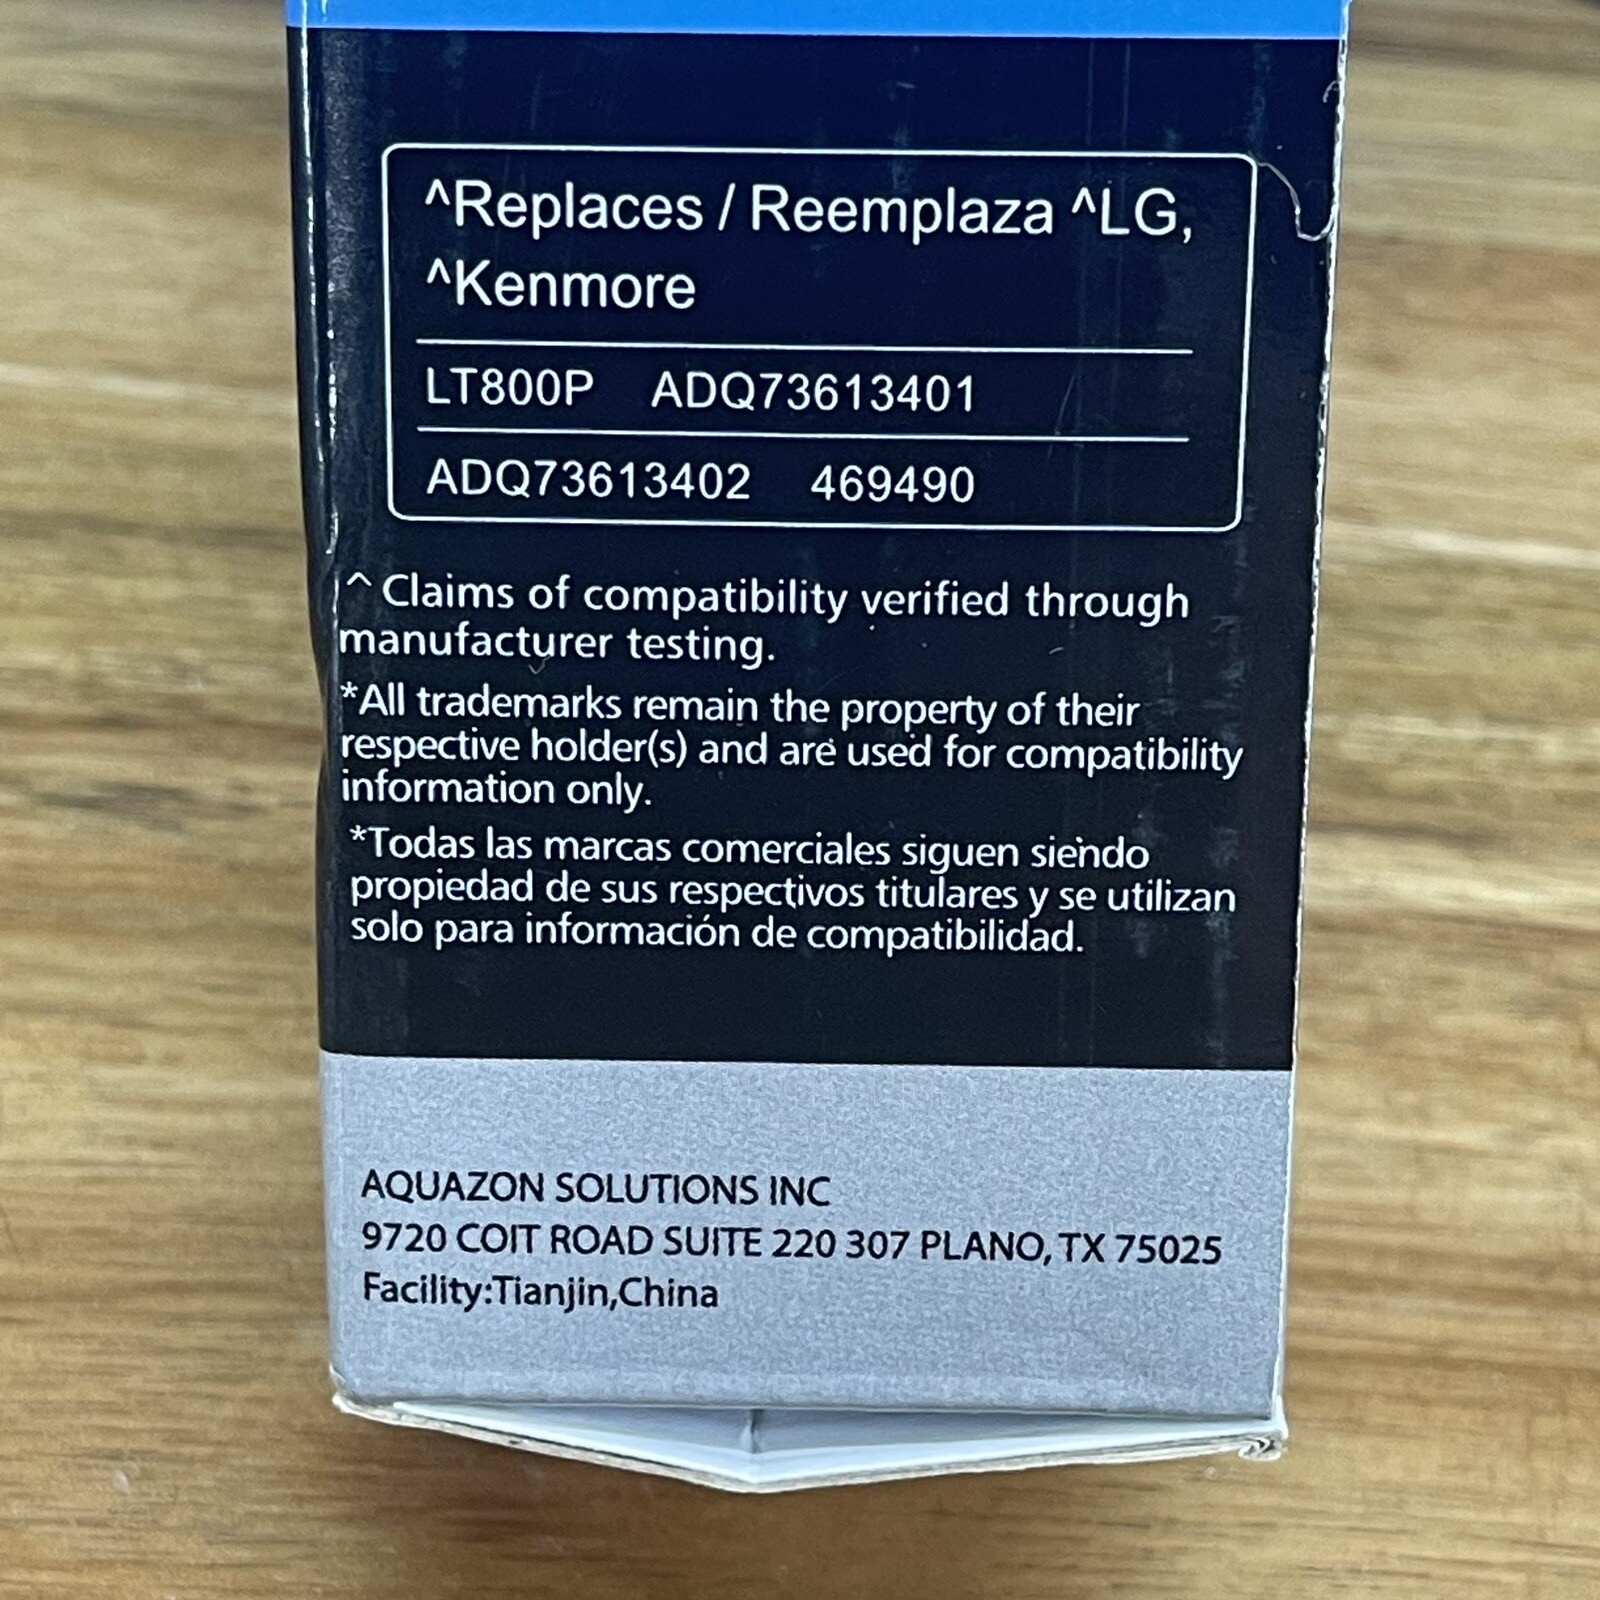 ^Replaces / Reemplaza ^LG,
^Kenmore
LT800P ADQ73613401
ADQ73613402 469490
^ Claims of compatibility verified through
manufacturer testing.
*All trademarks remain the property of their
respective holder(s) and are used for compatibility
information only.
*Todas las marcas comerciales siguen siendo
propiedad de sus respectivos titulares y se utilizan
solo para información de compatibilidad.
AQUAZON SOLUTIONS INC
9720 COIT ROAD SUITE 220 307 PLANO, TX 75025
Facility:Tianjin,China